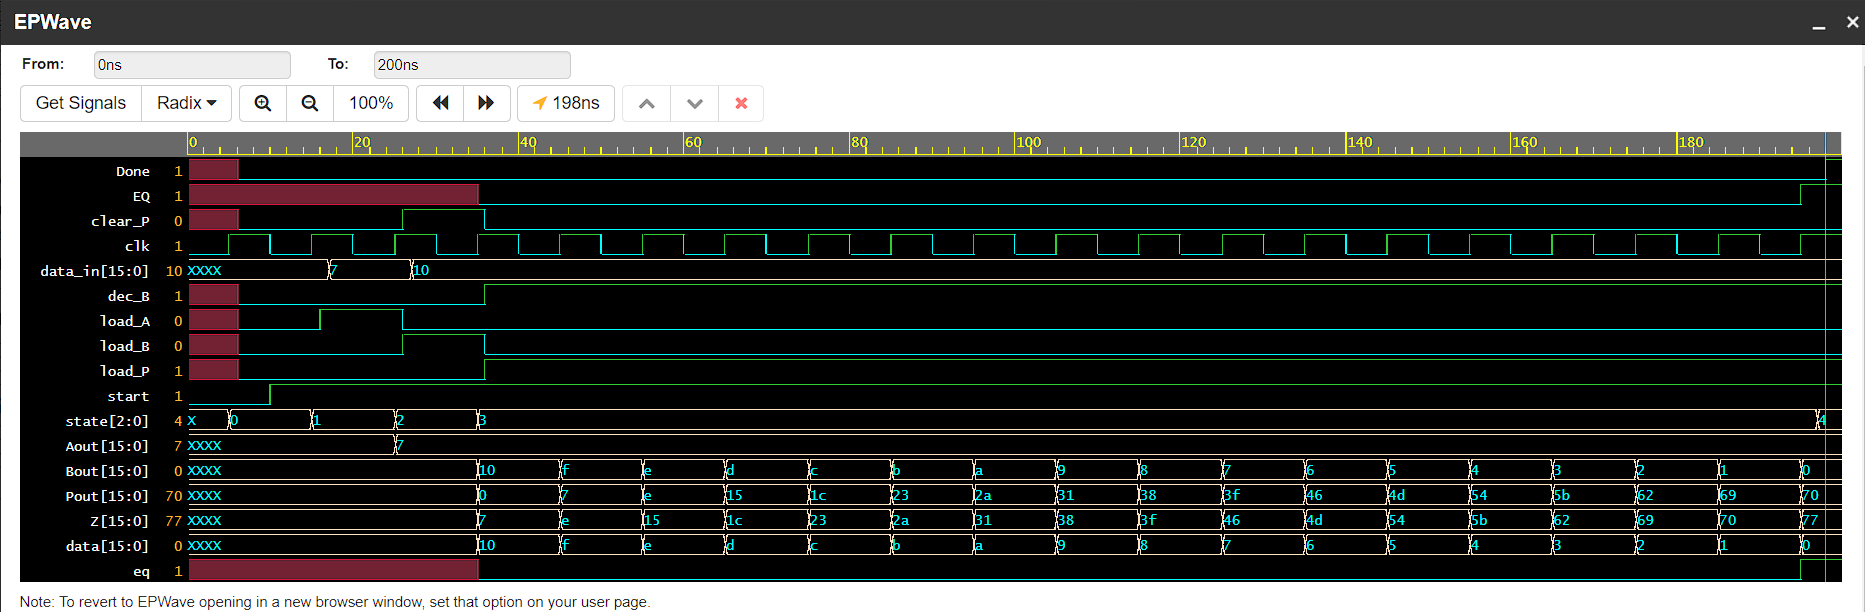 EPWave
From: 0ns To: 200ns
Get Signals Radix 100% 198ns
0 20 40 60 80 100 120 140 160 180
Done 1
EQ 1
clear_P 0
clk 1
data_in[15:0] 10 XXXX 7 10
dec_B 1
load_A 0
load_B 0
load_P 1
start 1
state[2:0] 4 X 0 1 2 3 4
Aout[15:0] 7 XXXX 7
Bout[15:0] 0 XXXX 10 f e d c b a 9 8 7 6 5 4 3 2 1 0
Pout[15:0] 70 XXXX 0 7 e 15 1c 23 2a 31 38 3f 46 4d 54 5b 62 69 70
Z[15:0] 77 XXXX 7 e 15 1c 23 2a 31 38 3f 46 4d 54 5b 62 69 70 77
data[15:0] 0 XXXX 10 f e d c b a 9 8 7 6 5 4 3 2 1 0
eq 1
Note: To revert to EPWave opening in a new browser window, set that option on your user page.